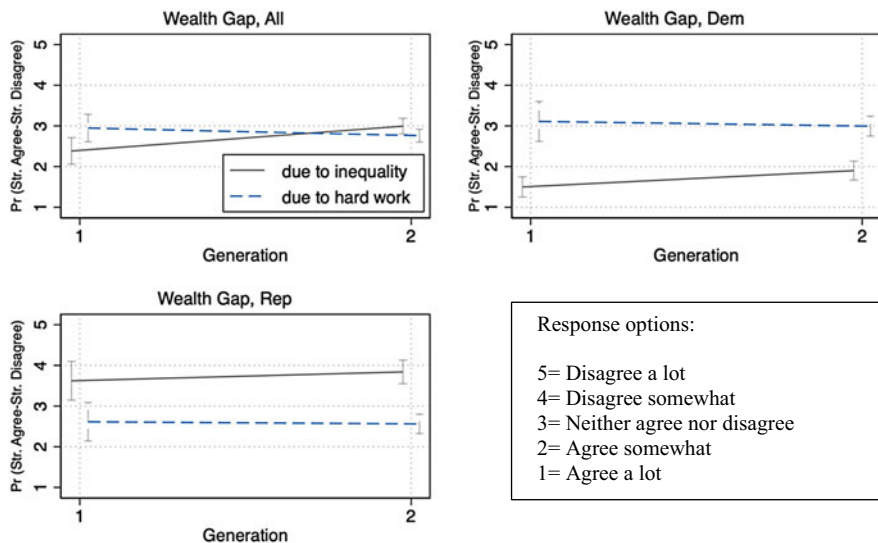 Wealth Gap, All
Pr (Str. Agree-Str. Disagree)
5
4
3
2
1
due to inequality
due to hard work
1 2
Generation
Wealth Gap, Dem
Pr (Str. Agree-Str. Disagree)
5
4
3
2
1
1 2
Generation
Wealth Gap, Rep
Pr (Str. Agree-Str. Disagree)
5
4
3
2
1
1 2
Generation
Response options:
5= Disagree a lot
4= Disagree somewhat
3= Neither agree nor disagree
2= Agree somewhat
1= Agree a lot